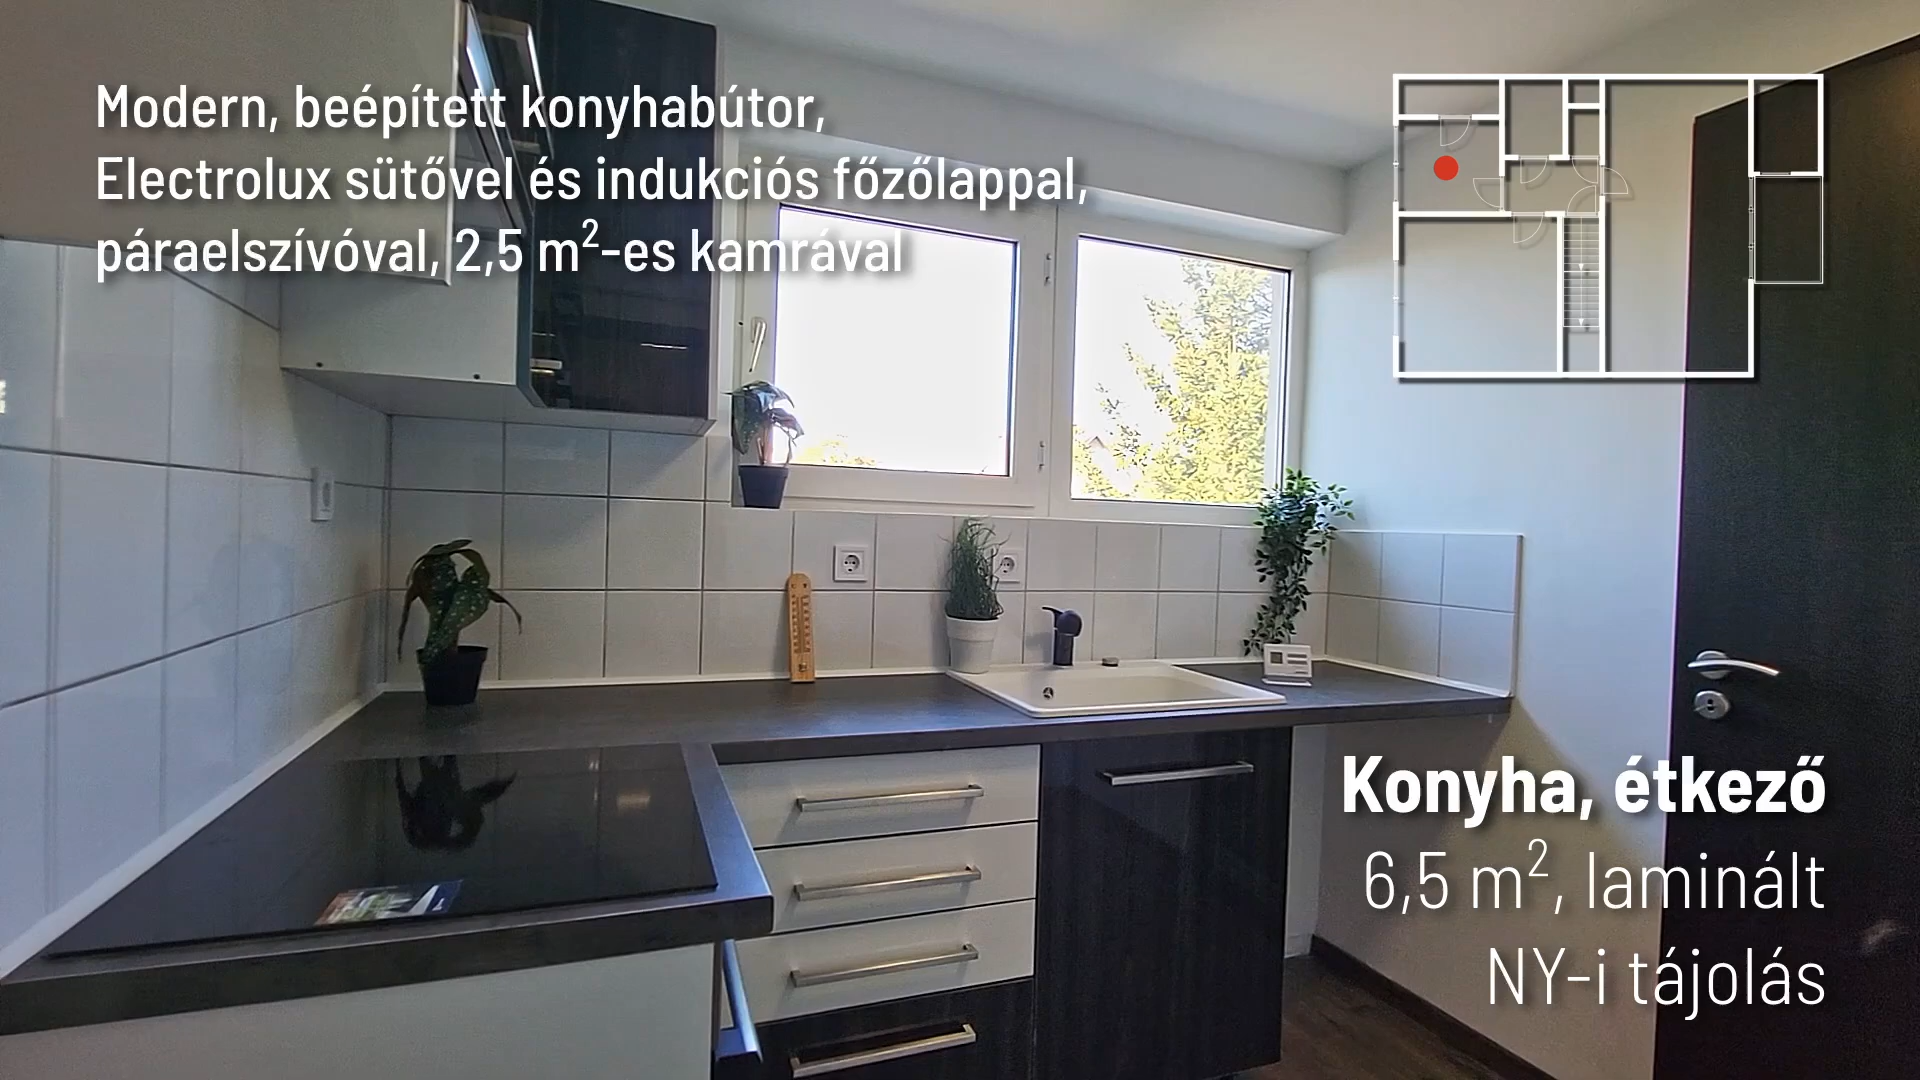 Modern, beépített konyhabútor,
Electrolux sütővel és indukciós főzőlappal,
páraelszívóval, 2,5 m²-es kamrával
Konyha, étkező
6,5 m², laminált
NY-i tájolás